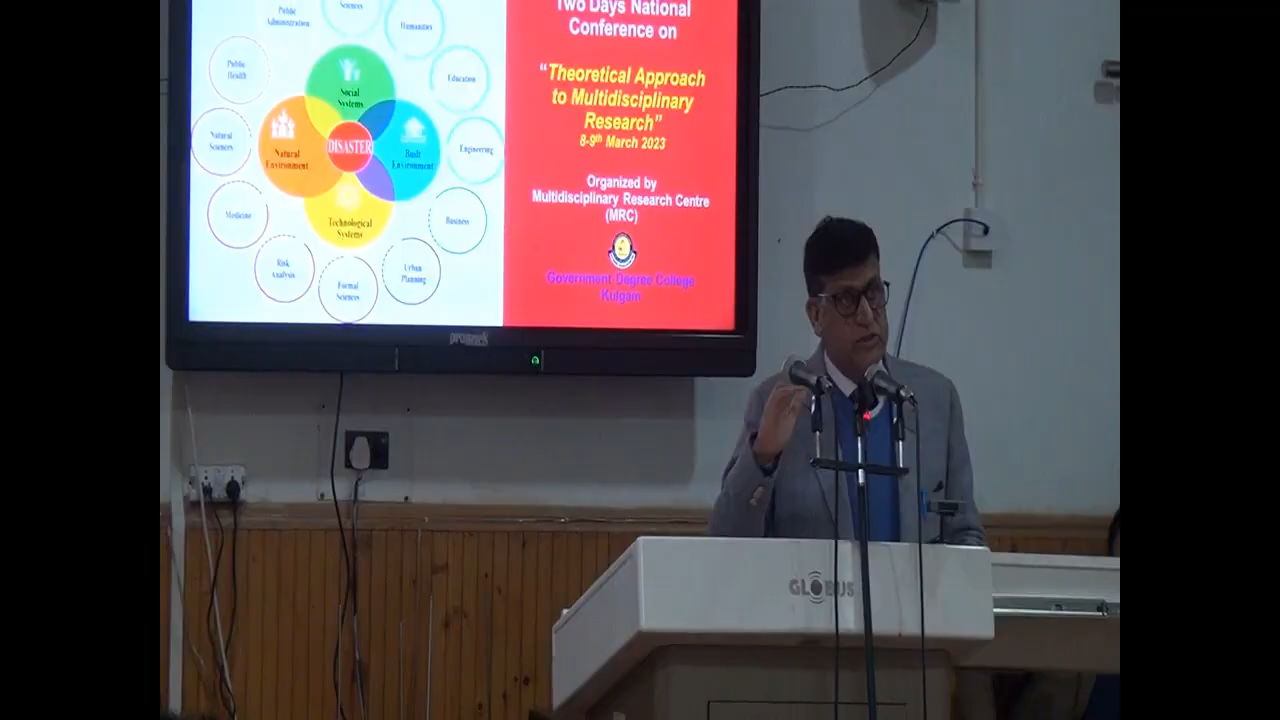 Public
Administration
Sciences
Humanities
Public
Health
Education
Social
Systems
Natural
Sciences
Natural
Environment
DISASTER
Built
Environment
Engineering
Medicine
Technological
Systems
Business
Risk
Analysis
Formal
Sciences
Urban
Planning
Two Days National
Conference on
“Theoretical Approach
to Multidisciplinary
Research”
8-9th March 2023
Organized by
Multidisciplinary Research Centre
(MRC)
Government Degree College
Kulgam
GLOBUS